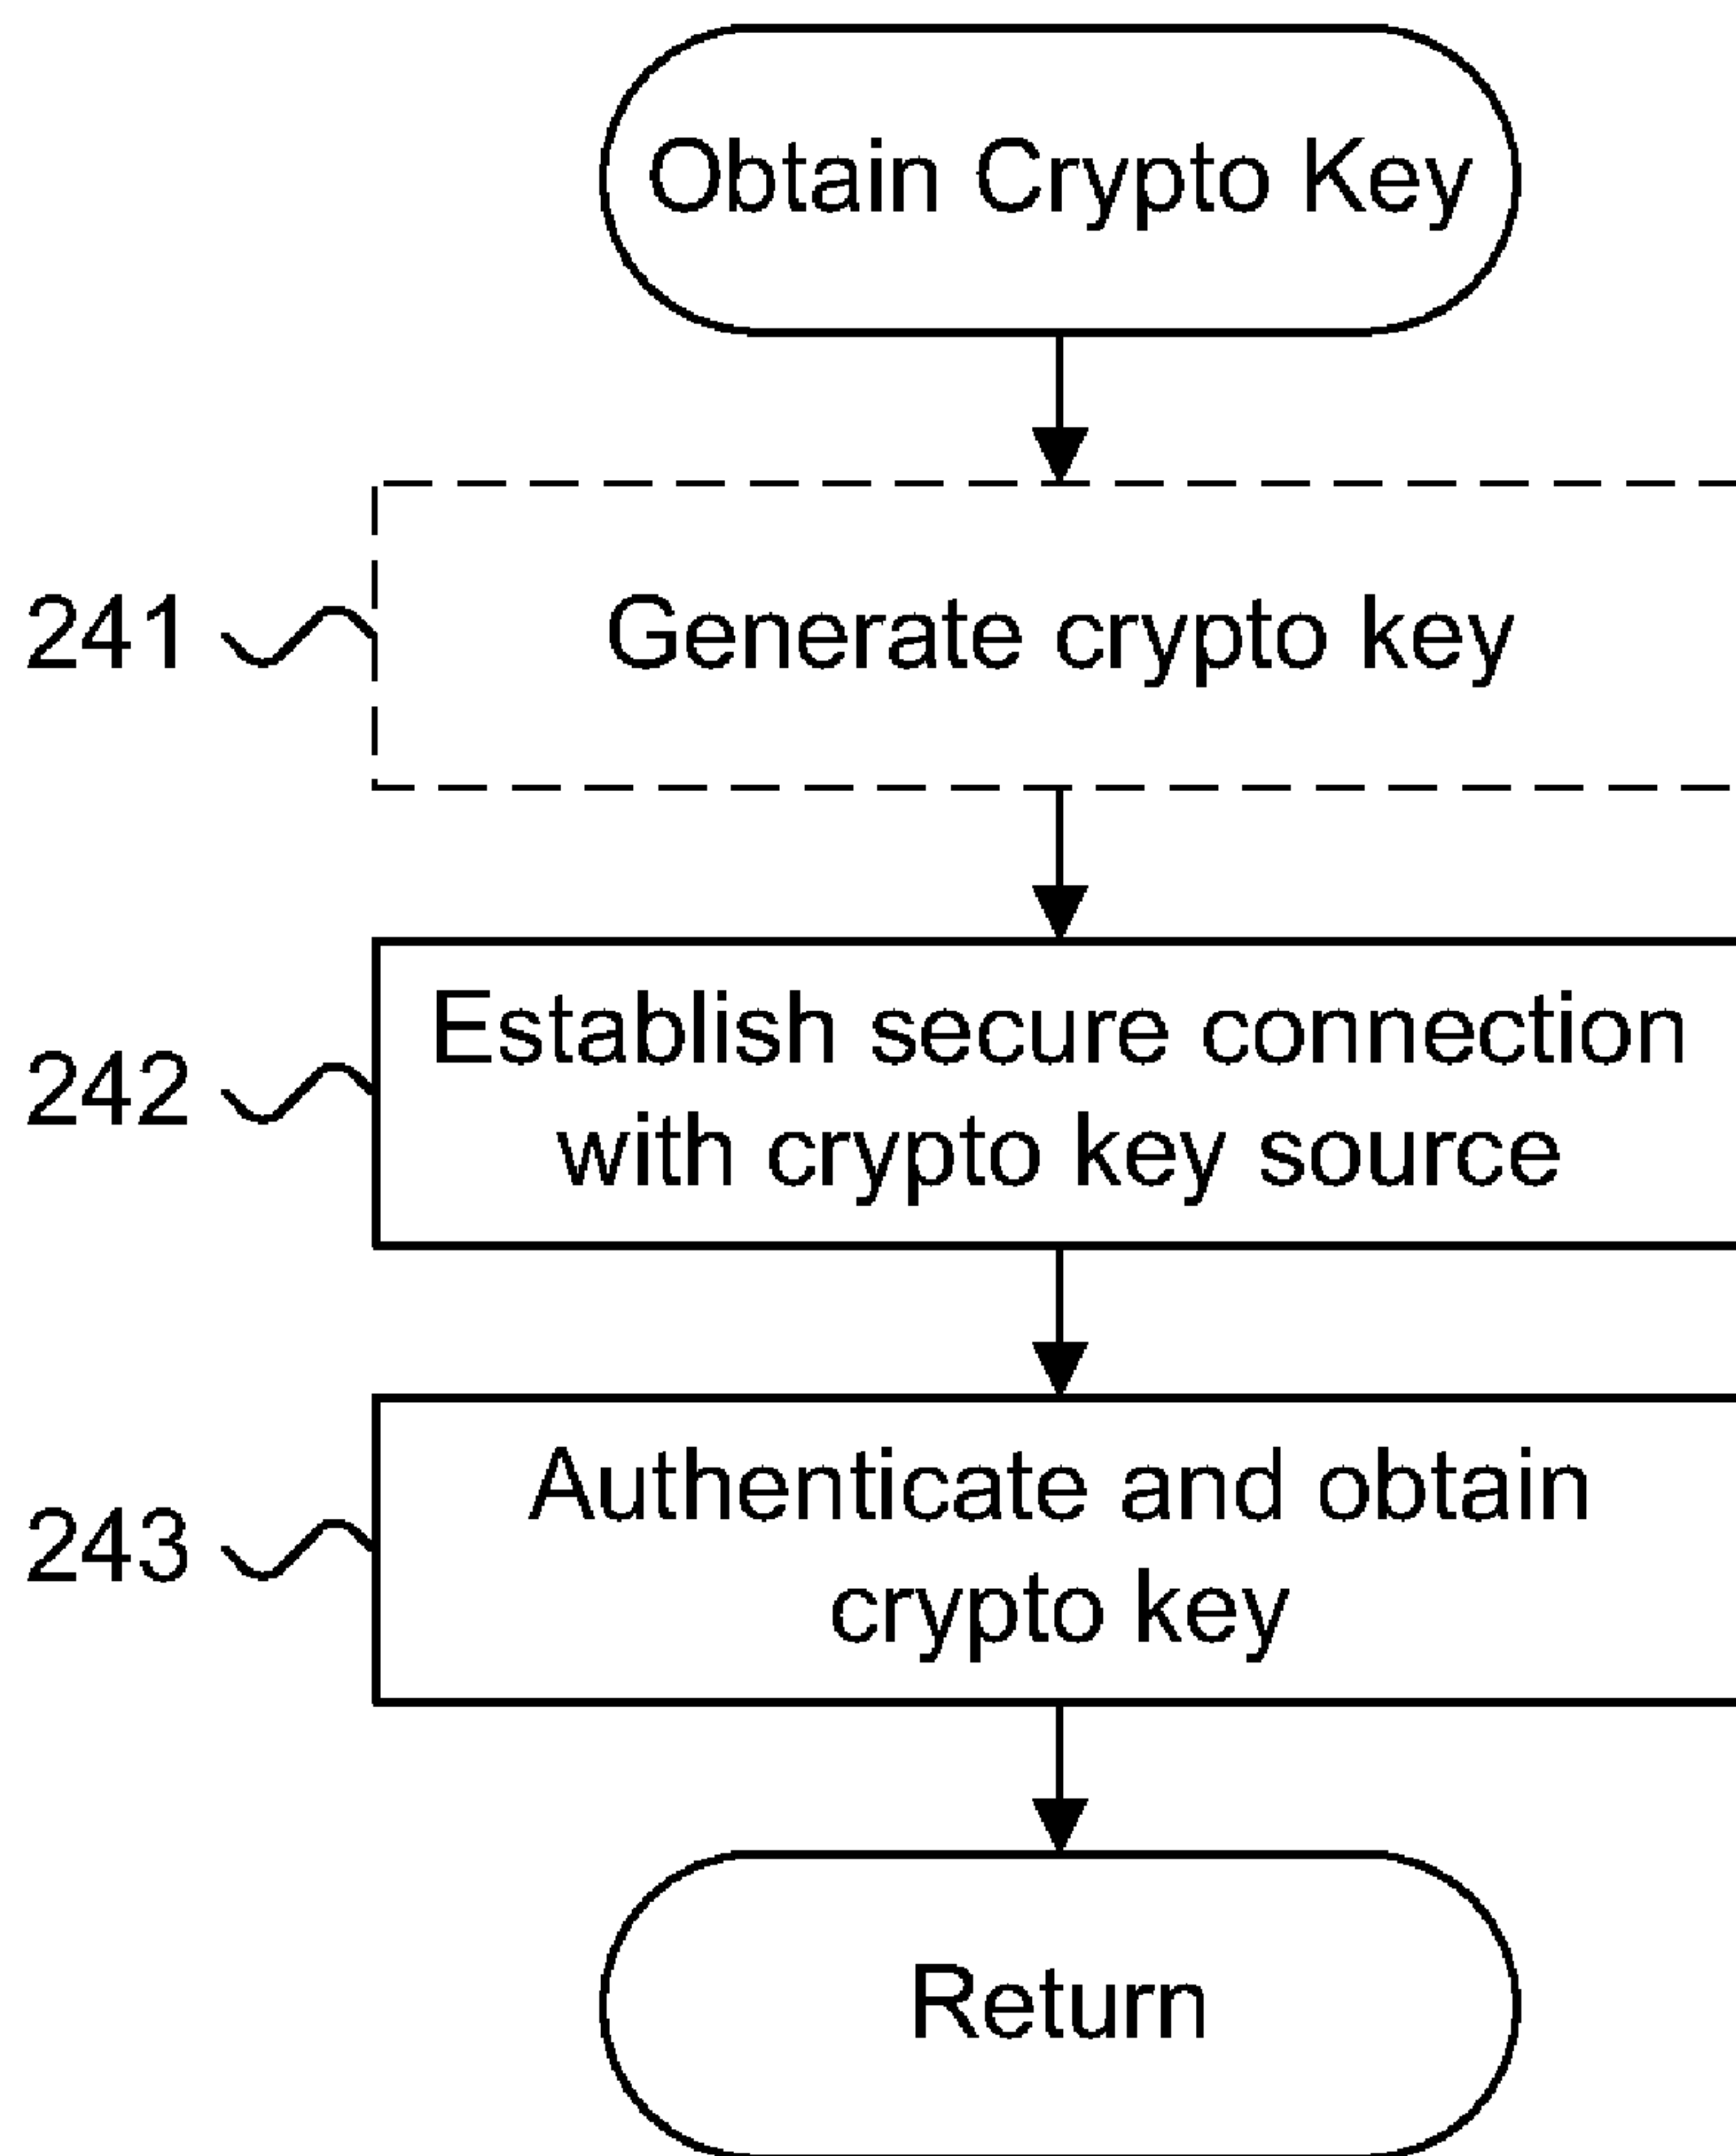 Obtain Crypto Key
241
Generate crypto key
242
Establish secure connection
with crypto key source
243
Authenticate and obtain
crypto key
Return